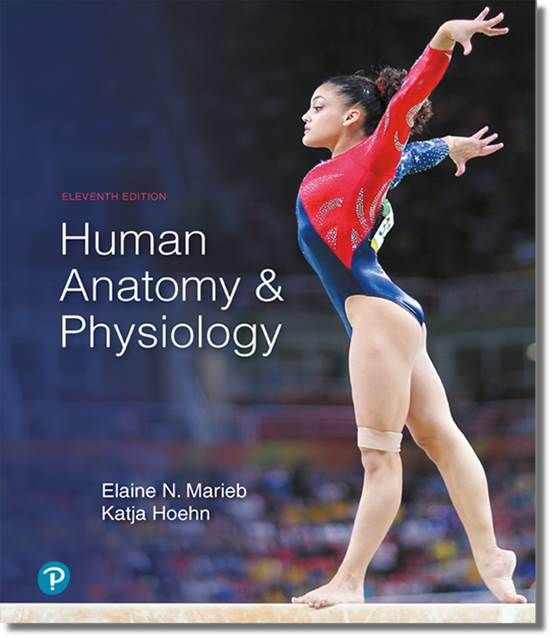 ELEVENTH EDITION
Human
Anatomy &
Physiology
Elaine N. Marieb
Katja Hoehn
P